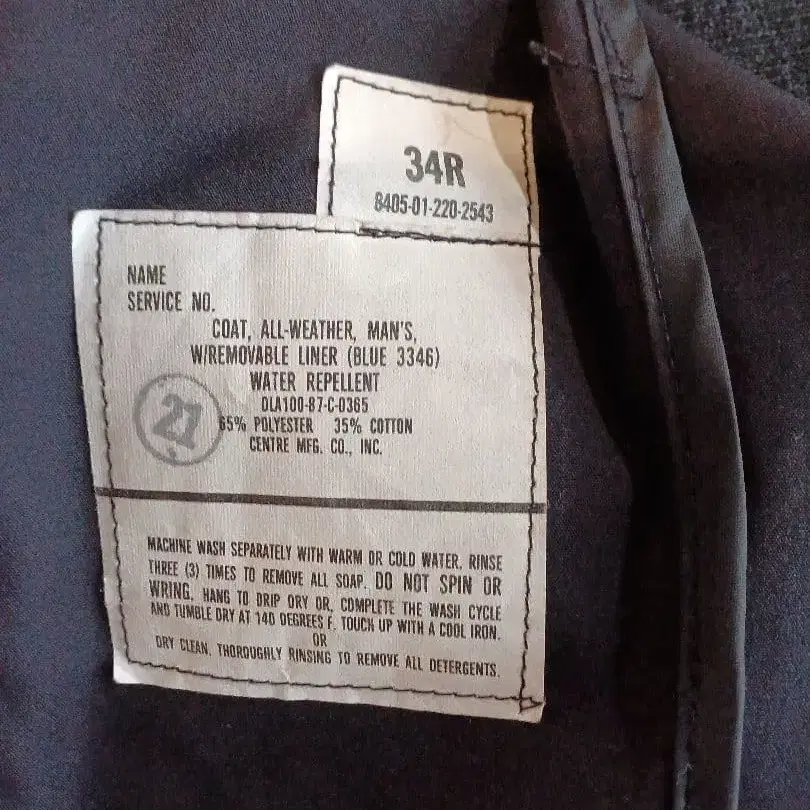 34R
8405-01-220-2543
NAME
SERVICE NO.
COAT, ALL-WEATHER, MAN'S,
W/REMOVABLE LINER (BLUE 3346)
WATER REPELLENT
DLA100-87-C-0365
65% POLYESTER 35% COTTON
CENTRE MFG. CO., INC.
21
MACHINE WASH SEPARATELY WITH WARM OR COLD WATER. RINSE
THREE (3) TIMES TO REMOVE ALL SOAP. DO NOT SPIN OR
WRING. HANG TO DRIP DRY OR, COMPLETE THE WASH CYCLE
AND TUMBLE DRY AT 140 DEGREES F. TOUCH UP WITH A COOL IRON.
OR
DRY CLEAN, THOROUGHLY RINSING TO REMOVE ALL DETERGENTS.